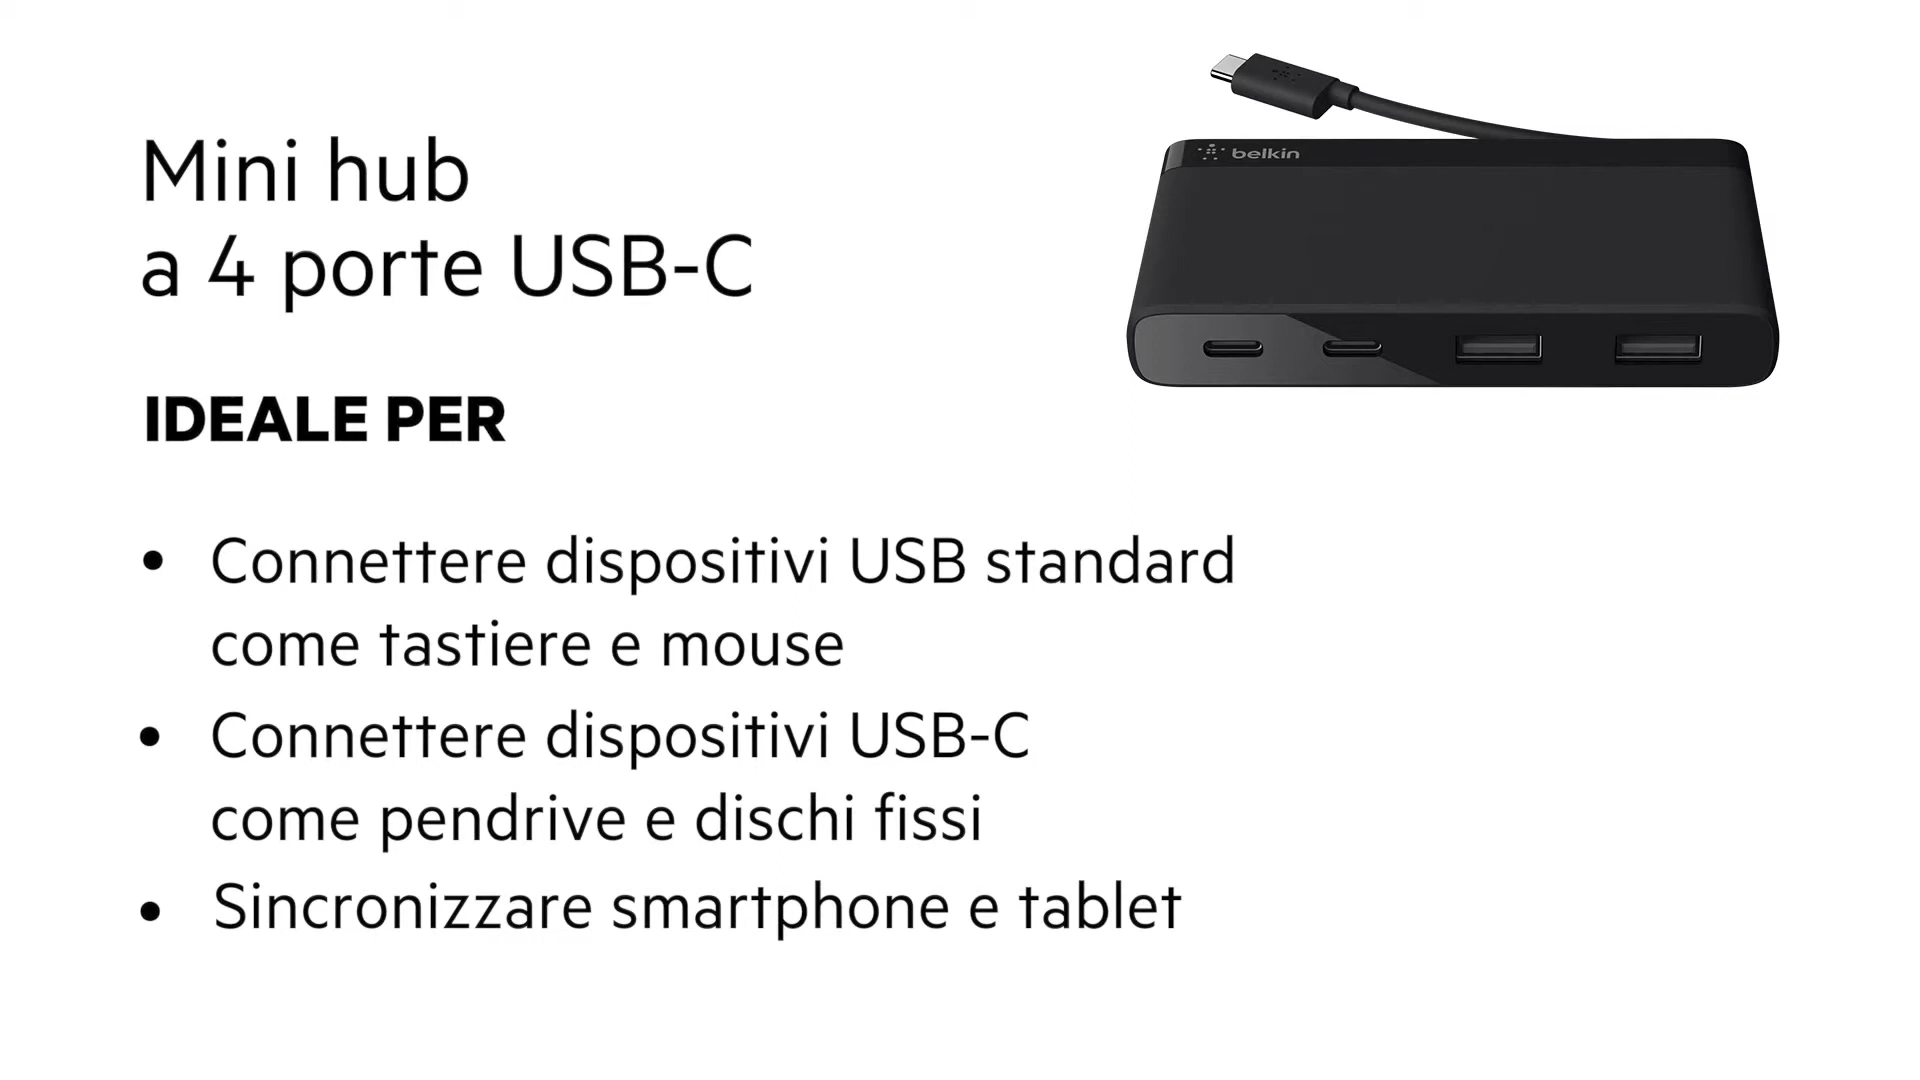 belkin
Mini hub
a 4 porte USB-C
IDEALE PER
• Connettere dispositivi USB standard
come tastiere e mouse
• Connettere dispositivi USB-C
come pendrive e dischi fissi
• Sincronizzare smartphone e tablet